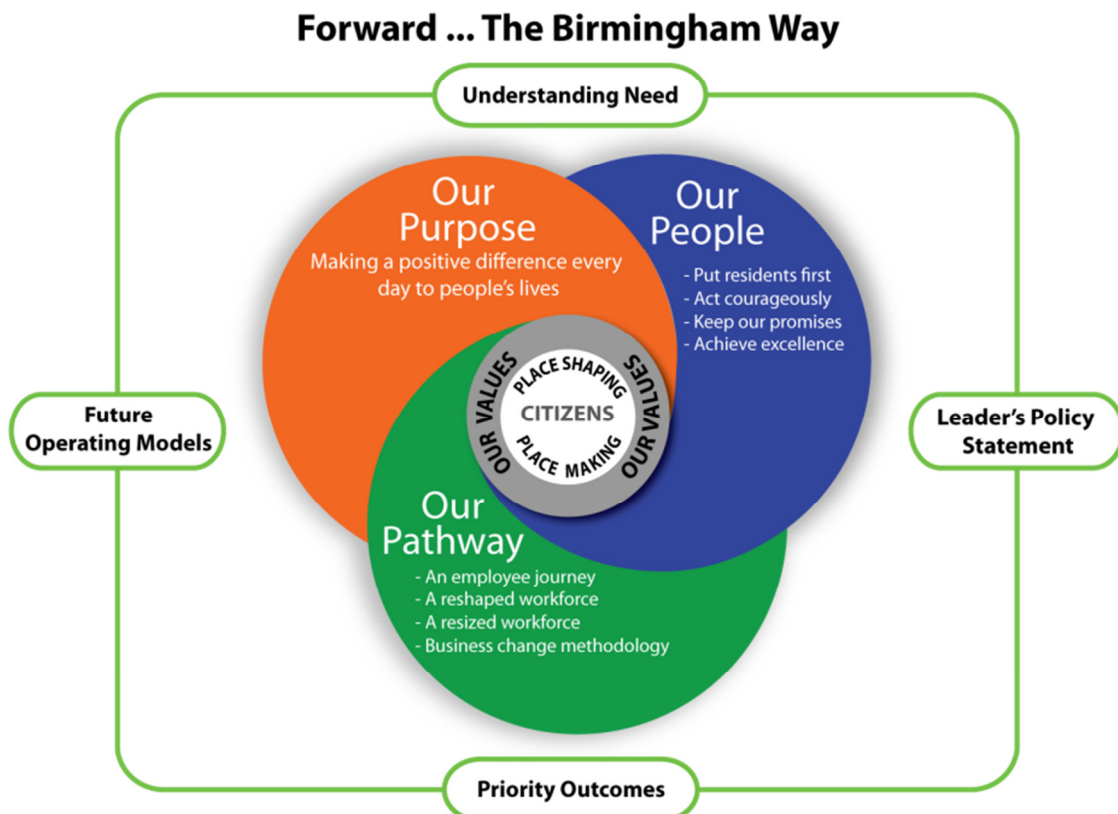 Forward ... The Birmingham Way
Understanding Need
Our
Purpose
Making a positive difference every
day to people's lives
Our
People
- Put residents first
- Act courageously
- Keep our promises
- Achieve excellence
Future
Operating Models
OUR VALUES
PLACE SHAPING
CITIZENS
PLACE MAKING
OUR VALUES
Leader's Policy
Statement
Our
Pathway
- An employee journey
- A reshaped workforce
- A resized workforce
- Business change methodology
Priority Outcomes